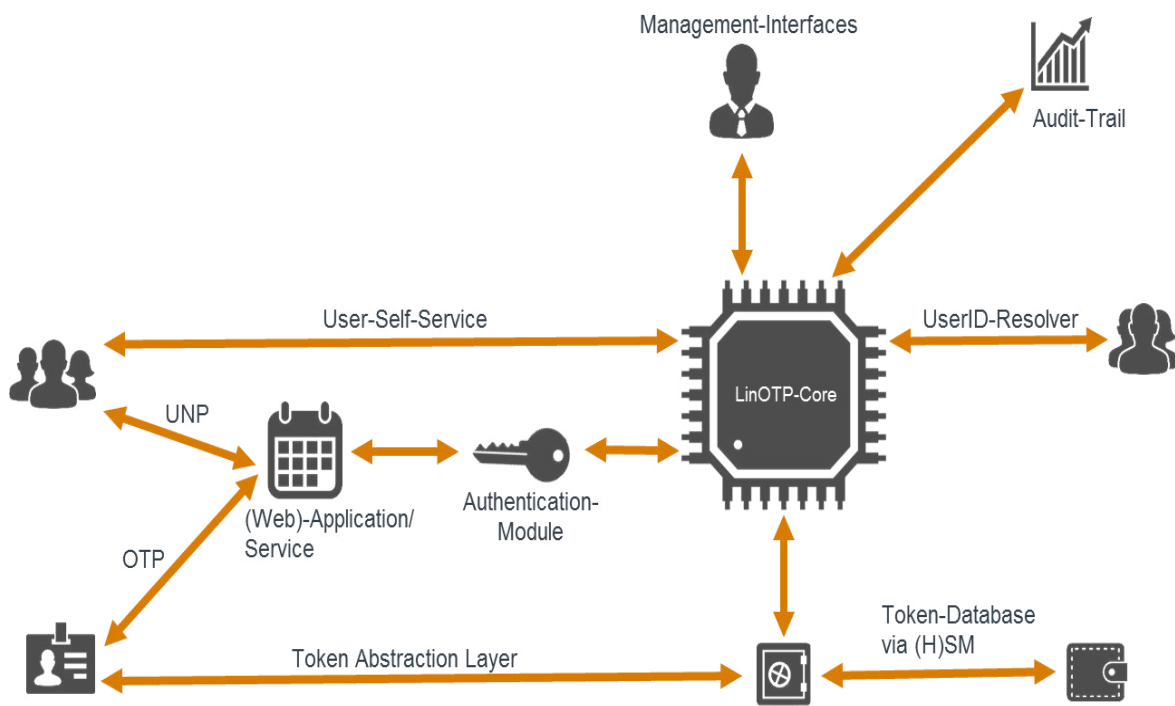 Management-Interfaces
Audit-Trail
User-Self-Service
UserID-Resolver
LinOTP-Core
UNP
(Web)-Application/
Service
Authentication-
Module
OTP
Token Abstraction Layer
Token-Database
via (H)SM